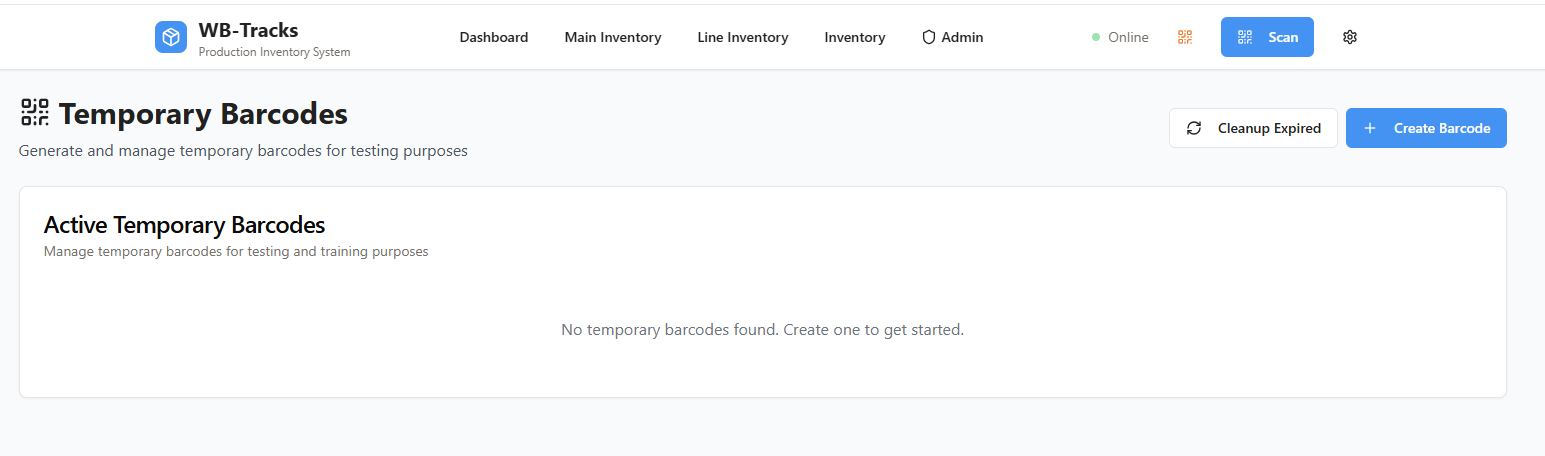 WB-Tracks
Production Inventory System
Dashboard Main Inventory Line Inventory Inventory Admin Online Scan
Temporary Barcodes
Generate and manage temporary barcodes for testing purposes
Cleanup Expired Create Barcode
Active Temporary Barcodes
Manage temporary barcodes for testing and training purposes
No temporary barcodes found. Create one to get started.